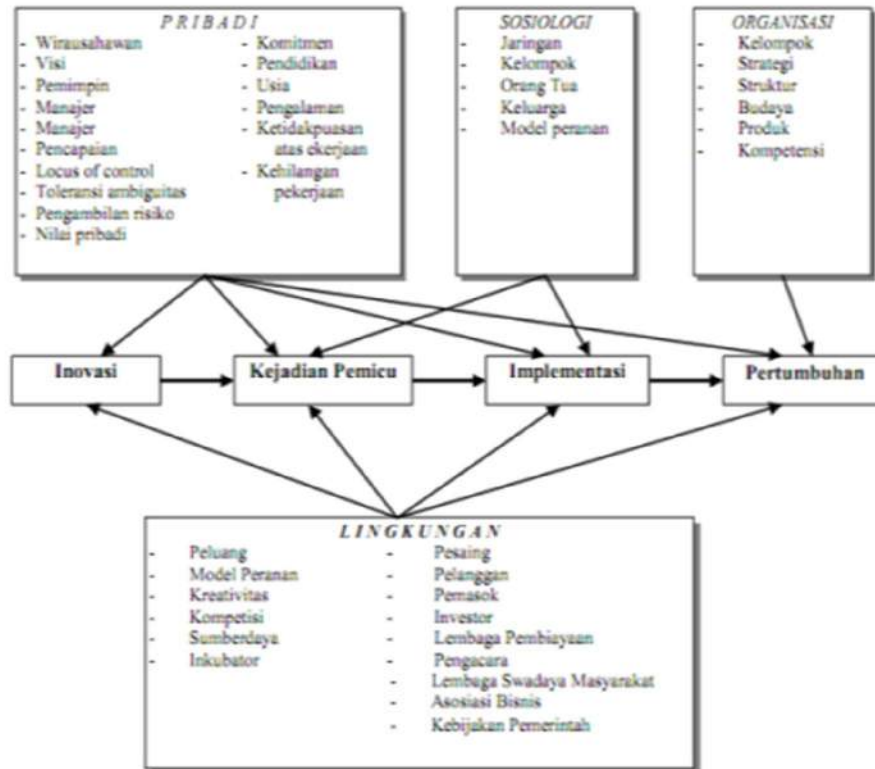 PRIBADI
- Wirausahawan
- Visi
- Pemimpin
- Manajer
- Manajer
- Pencapaian
- Locus of control
- Toleransi ambiguitas
- Pengambilan risiko
- Nilai pribadi
- Komitmen
- Pendidikan
- Usia
- Pengalaman
- Ketidakpuasan
atas ekerjaan
- Kehilangan
pekerjaan
SOSIOLOGI
- Jaringan
- Kelompok
- Orang Tua
- Keluarga
- Model peranan
ORGANISASI
- Kelompok
- Strategi
- Struktur
- Budaya
- Produk
- Kompetensi
Inovasi
Kejadian Pemicu
Implementasi
Pertumbuhan
LINGKUNGAN
- Peluang
- Model Peranan
- Kreativitas
- Kompetisi
- Sumberdaya
- Inkubator
- Pesaing
- Pelanggan
- Pemasok
- Investor
- Lembaga Pembiayaan
- Pengacara
- Lembaga Swadaya Masyarakat
- Asosiasi Bisnis
- Kebijakan Pemerintah